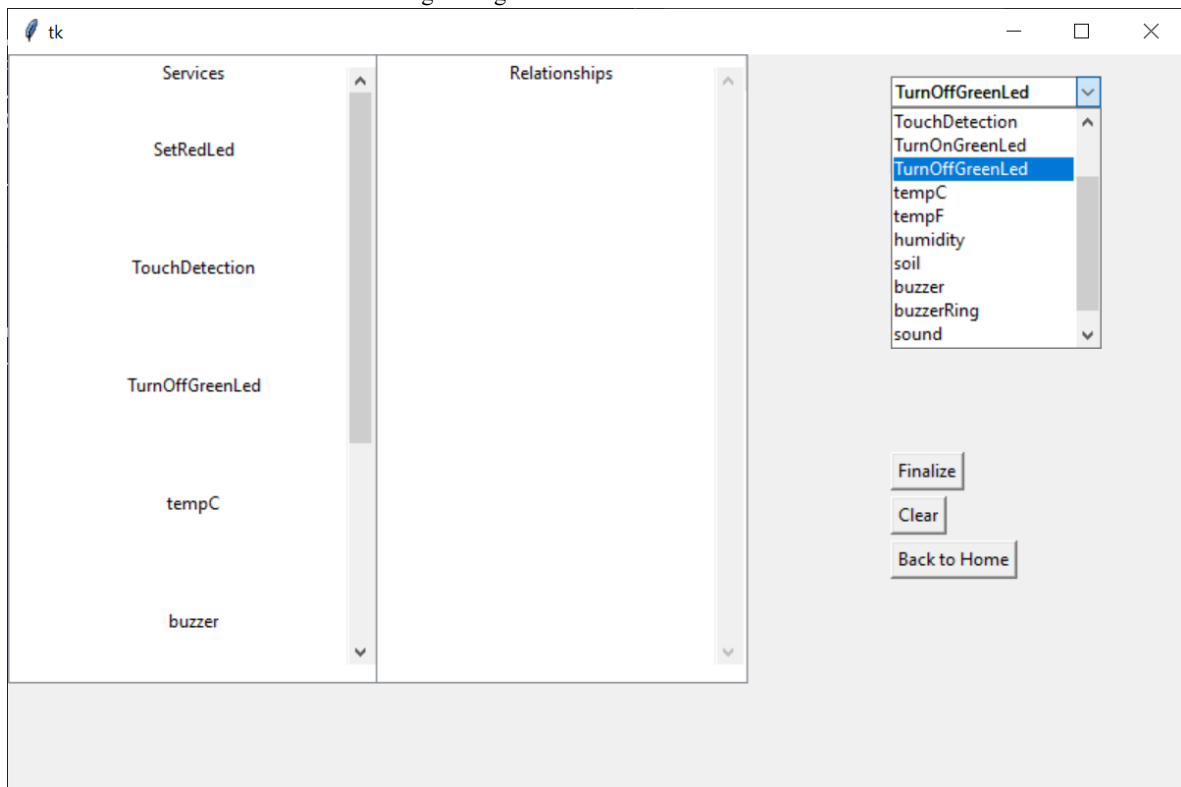 tk
Services
SetRedLed
TouchDetection
TurnOffGreenLed
tempC
buzzer
Relationships
TurnOffGreenLed
TouchDetection
TurnOnGreenLed
TurnOffGreenLed
tempC
tempF
humidity
soil
buzzer
buzzerRing
sound
Finalize
Clear
Back to Home